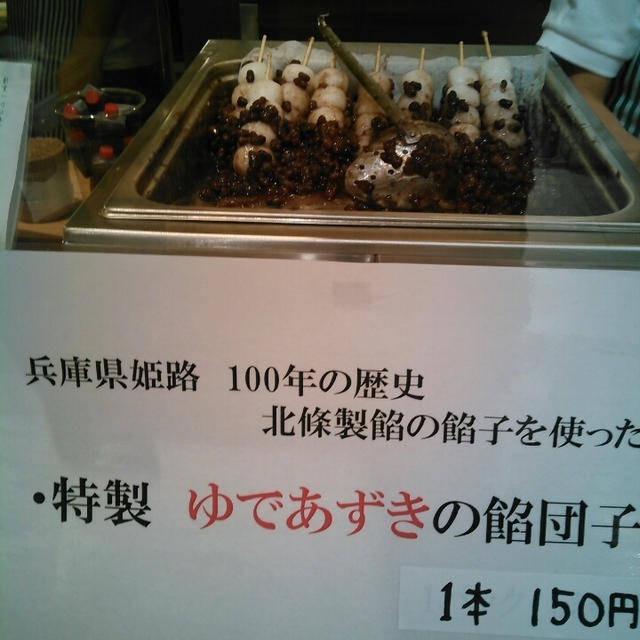 兵庫県姫路 100年の歴史
北條製餡の餡子を使った
・特製 ゆであずきの餡団子
1本 150円